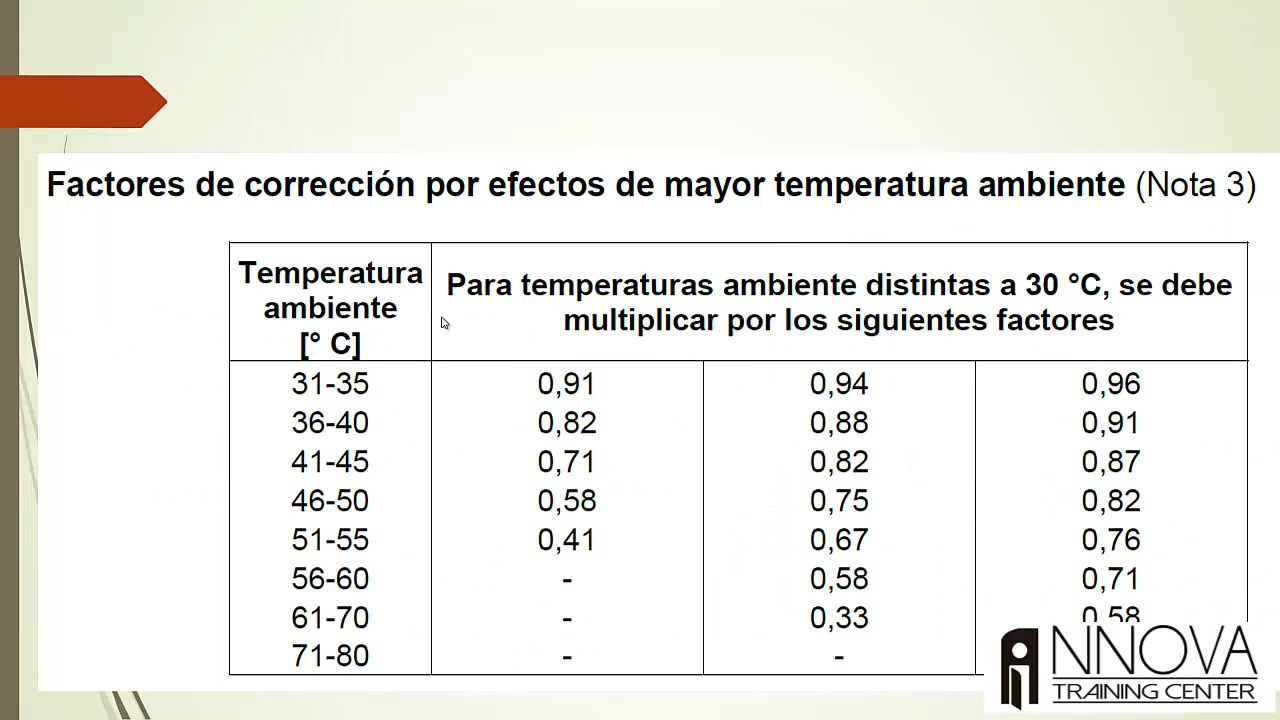 Factores de corrección por efectos de mayor temperatura ambiente (Nota 3)
Temperatura
ambiente
[° C]
Para temperaturas ambiente distintas a 30 °C, se debe
multiplicar por los siguientes factores
31-35 0,91 0,94 0,96
36-40 0,82 0,88 0,91
41-45 0,71 0,82 0,87
46-50 0,58 0,75 0,82
51-55 0,41 0,67 0,76
56-60 - 0,58 0,71
61-70 - 0,33 0,58
71-80 - -
iNNOVA
TRAINING CENTER